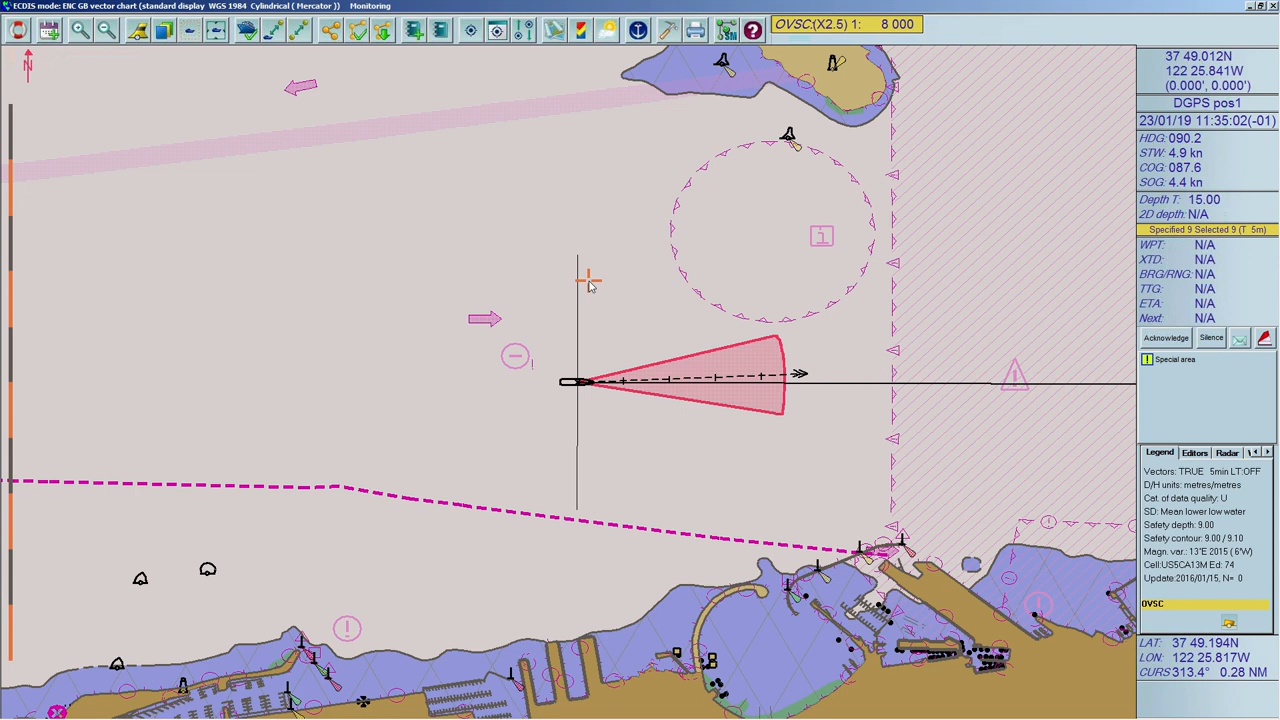 ECDIS mode: ENC GB vector chart (standard display WGS 1984 Cylindrical ( Mercator )) Monitoring
OVSC:(X2.5) 1: 8 000
N
37 49.012N
122 25.841W
(0.000', 0.000')
DGPS pos1
23/01/19 11:35:02(-01)
HDG: 090.2
STW: 4.9 kn
COG: 087.6
SOG: 4.4 kn
Depth T: 15.00
2D depth: N/A
Specified 9 Selected 9 (T 5m)
WPT: N/A
XTD: N/A
BRG/RNG: N/A
TTG: N/A
ETA: N/A
Next: N/A
Acknowledge Silence
Special area
Legend Editors Radar
Vectors: TRUE 5min LT:OFF
D/H units: metres/metres
Cat. of data quality: U
SD: Mean lower low water
Safety depth: 9.00
Safety contour: 9.00 / 9.10
Magn. var.: 13°E 2015 (6'W)
Cell:US5CA13M Ed: 74
Update:2016/01/15, N= 0
OVSC
LAT: 37 49.194N
LON: 122 25.817W
CURS 313.4° 0.28 NM